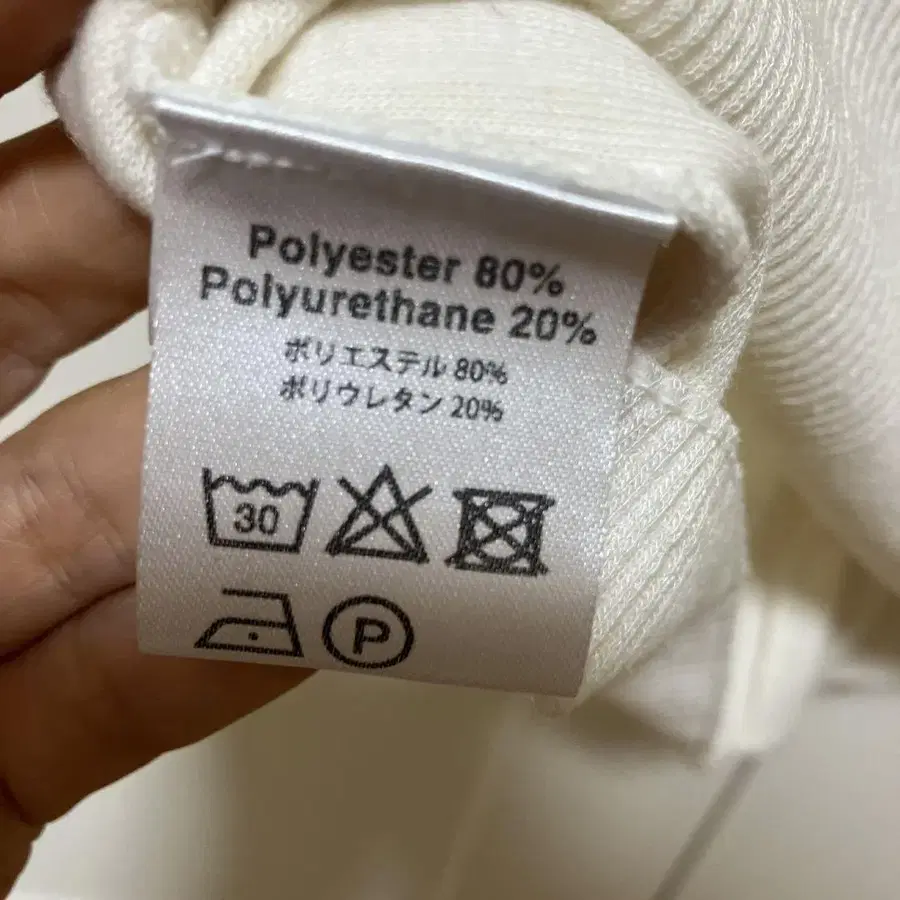 Polyester 80%
Polyurethane 20%
ポリエステル 80%
ポリウレタン 20%
30
P